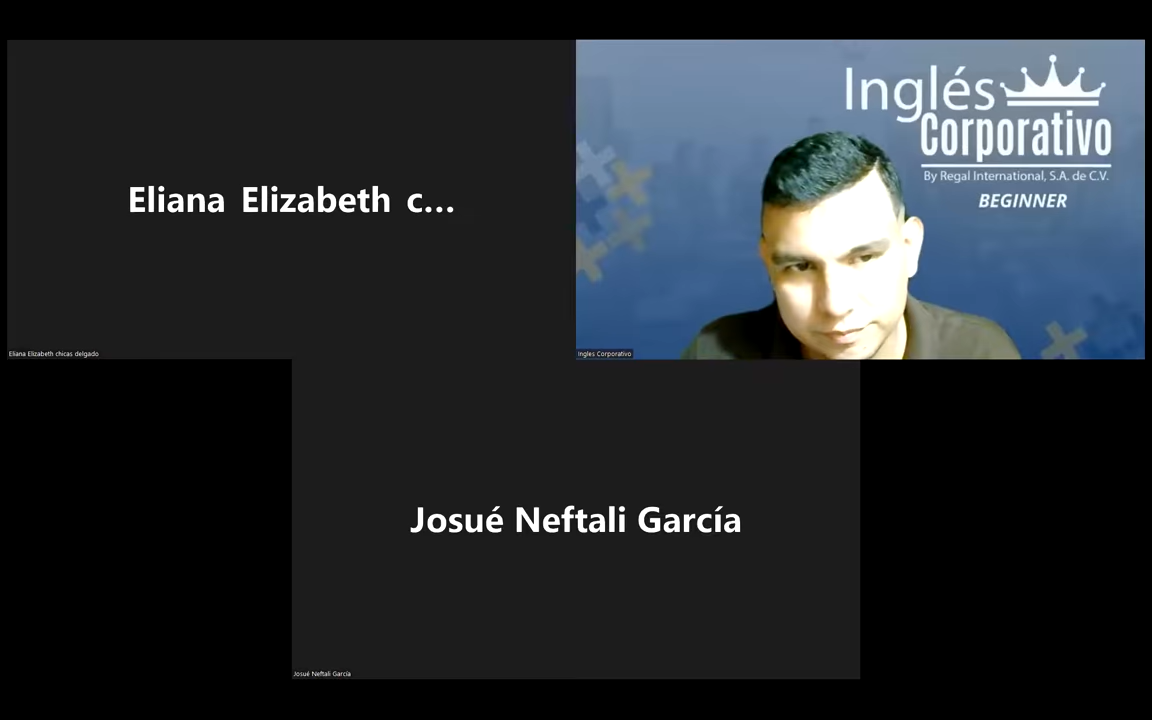 Eliana Elizabeth c...
Eliana Elizabeth chicas delgado
Inglés
Corporativo
By Regal International, S.A. de C.V.
BEGINNER
Ingles Corporativo
Josué Neftali García
Josué Neftali García